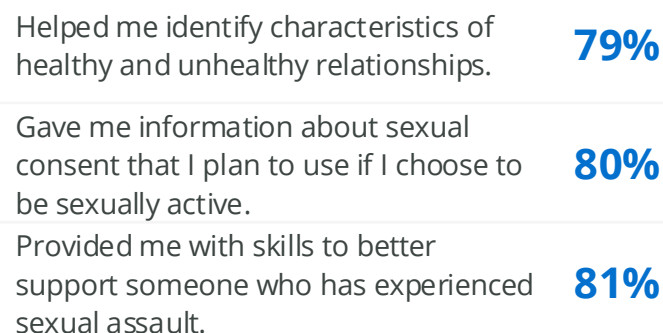 Helped me identify characteristics of
healthy and unhealthy relationships.
79%
Gave me information about sexual
consent that I plan to use if I choose to
be sexually active.
80%
Provided me with skills to better
support someone who has experienced
sexual assault.
81%